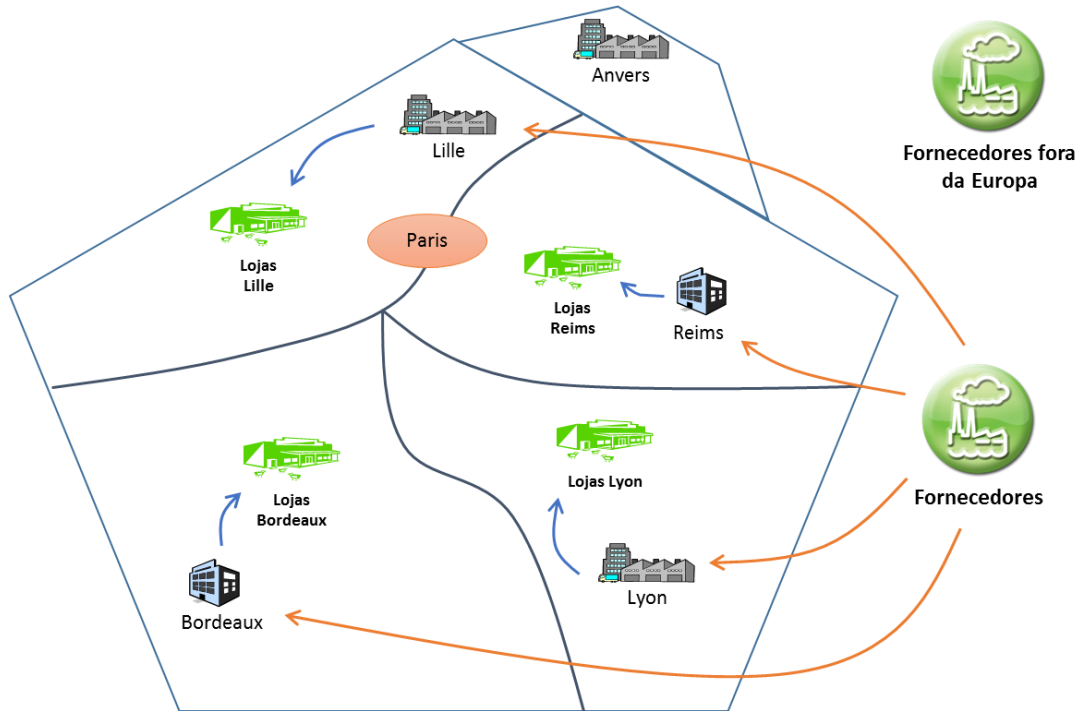 Anvers
Fornecedores fora
da Europa
Lille
Lojas
Lille
Paris
Lojas
Reims
Reims
Lojas
Bordeaux
Lojas Lyon
Fornecedores
Bordeaux
Lyon